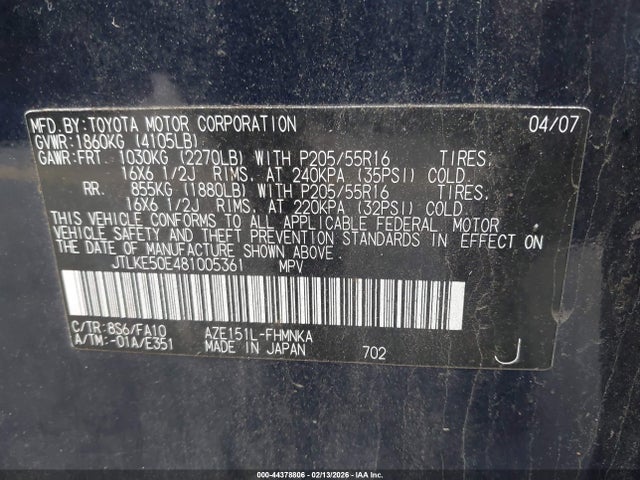 MFD.BY:TOYOTA MOTOR CORPORATION 04/07
GVWR:1860KG (4105LB)
GAWR:FRT. 1030KG (2270LB) WITH P205/55R16 TIRES,
16X6 1/2J RIMS, AT 240KPA (35PSI) COLD.
RR. 855KG (1880LB) WITH P205/55R16 TIRES,
16X6 1/2J RIMS, AT 220KPA (32PSI) COLD.
THIS VEHICLE CONFORMS TO ALL APPLICABLE FEDERAL MOTOR
VEHICLE SAFETY AND THEFT PREVENTION STANDARDS IN EFFECT ON
THE DATE OF MANUFACTURE SHOWN ABOVE.
JTLKE50E481005361 MPV
C/TR:8S6/FA10 AZE151L-FHMNKA
A/TM:-01A/E351 MADE IN JAPAN 702 J
000-44378806 - 02/13/2026 - IAA Corp.